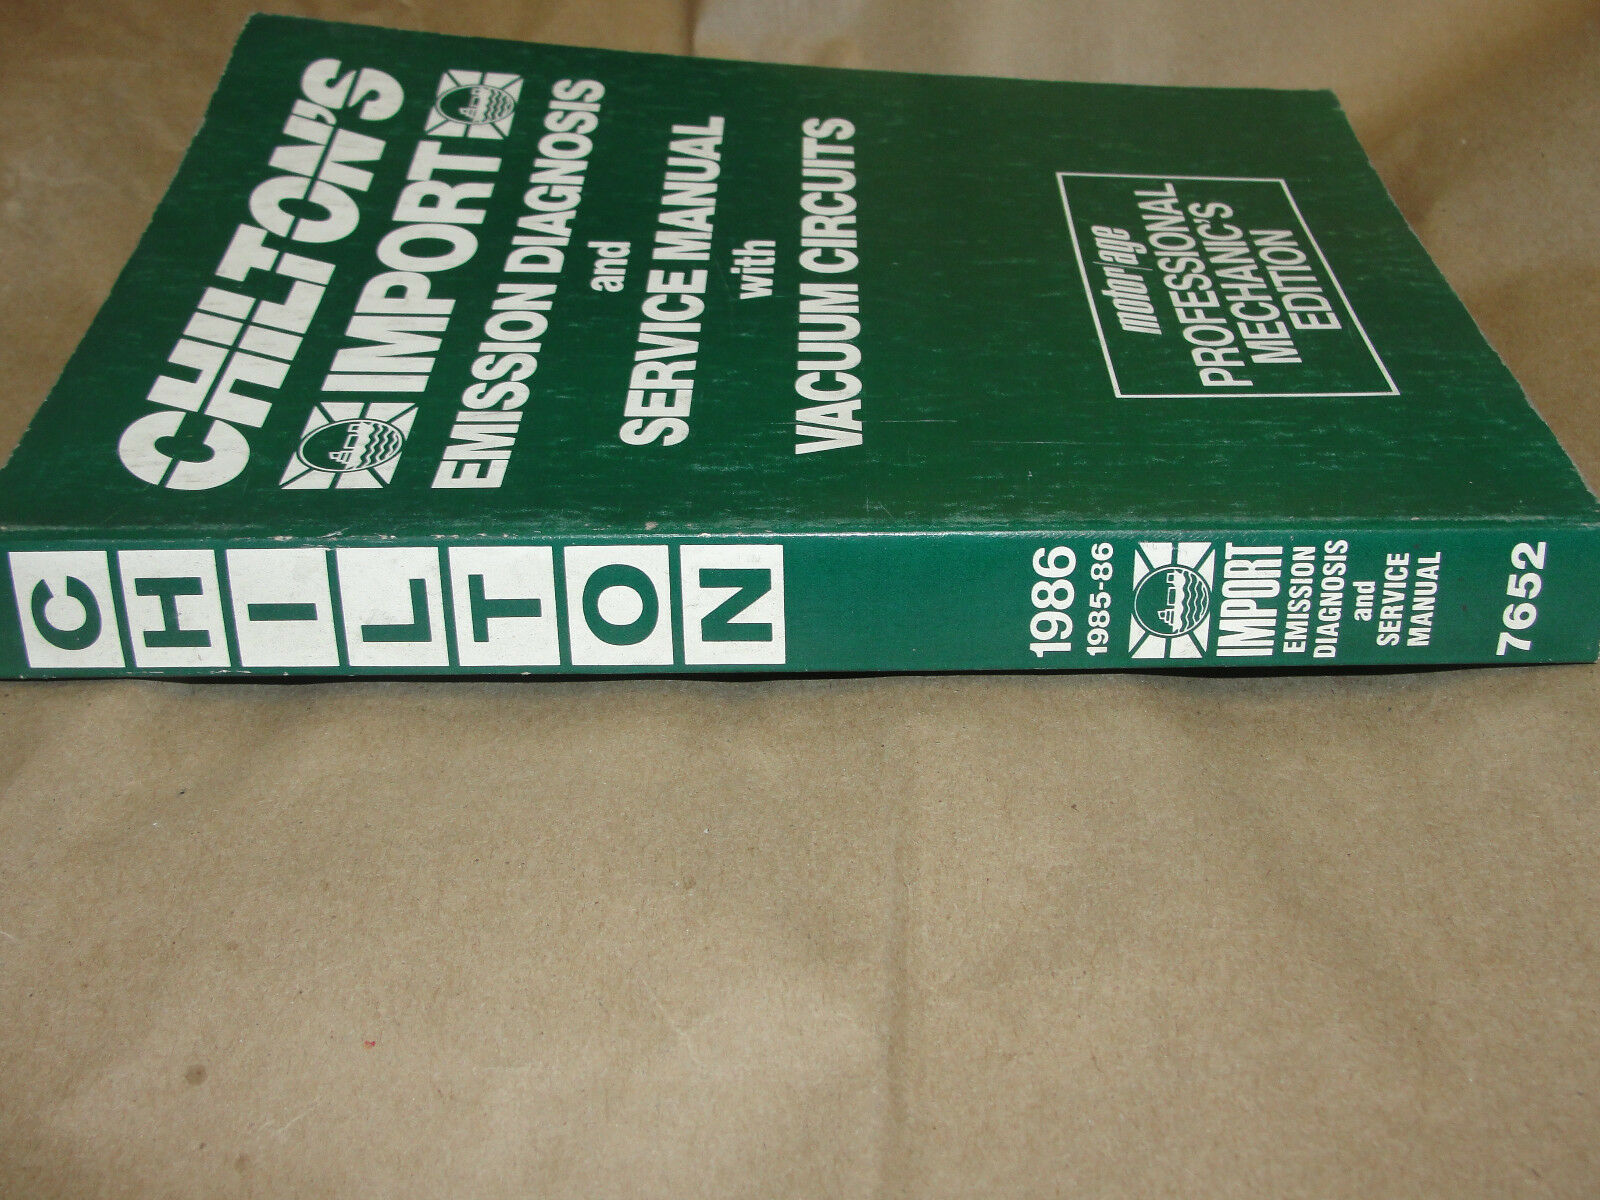 CHILTON'S
IMPORT
EMISSION DIAGNOSIS
and
SERVICE MANUAL
with
VACUUM CIRCUITS
motor/age
PROFESSIONAL
MECHANIC'S
EDITION
CHILTON
1986
1985-86
IMPORT
EMISSION
DIAGNOSIS
and
SERVICE
MANUAL
7652